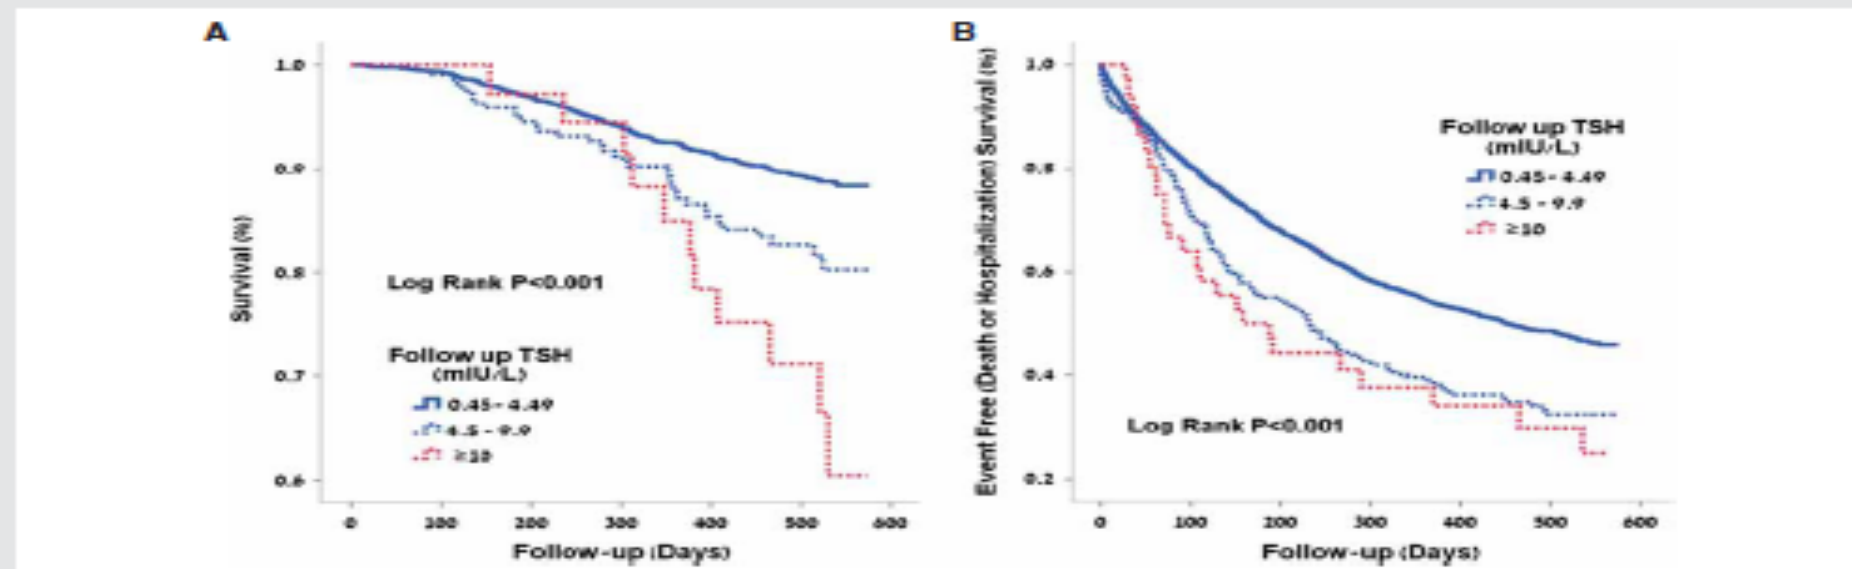 A
B
Survival (%)
1.0
0.9
0.8
0.7
0.6
Log Rank P<0.001
Follow up TSH
(mIU/L)
0.45 - 4.49
4.5 - 9.9
≥10
0 100 200 300 400 500 600
Follow-up (Days)
Event Free (Death or Hospitalization) Survival (%)
1.0
0.8
0.6
0.4
0.2
Follow up TSH
(mIU/L)
0.45 - 4.49
4.5 - 9.9
≥10
Log Rank P<0.001
0 100 200 300 400 500 600
Follow-up (Days)